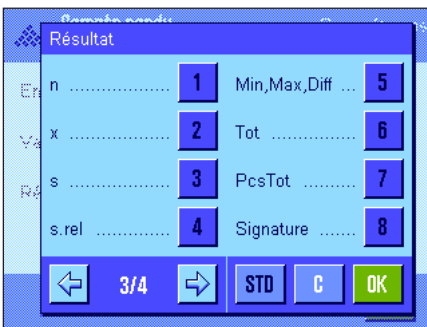 Résultat
n .................. 1
Min,Max,Diff ... 5
x .................. 2
Tot ............... 6
s .................. 3
PcsTot ......... 7
s.rel ............. 4
Signature ....... 8
3/4
STD
C
OK